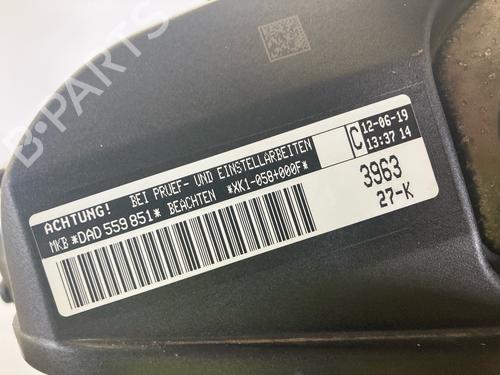 ACHTUNG! BEI PRUEF- UND EINSTELLARBEITEN
MKB *DAD 559 851* BEACHTEN *XK1-058+000F*
C
12-06-19
13:37 14
3963
27-K
B-PARTS